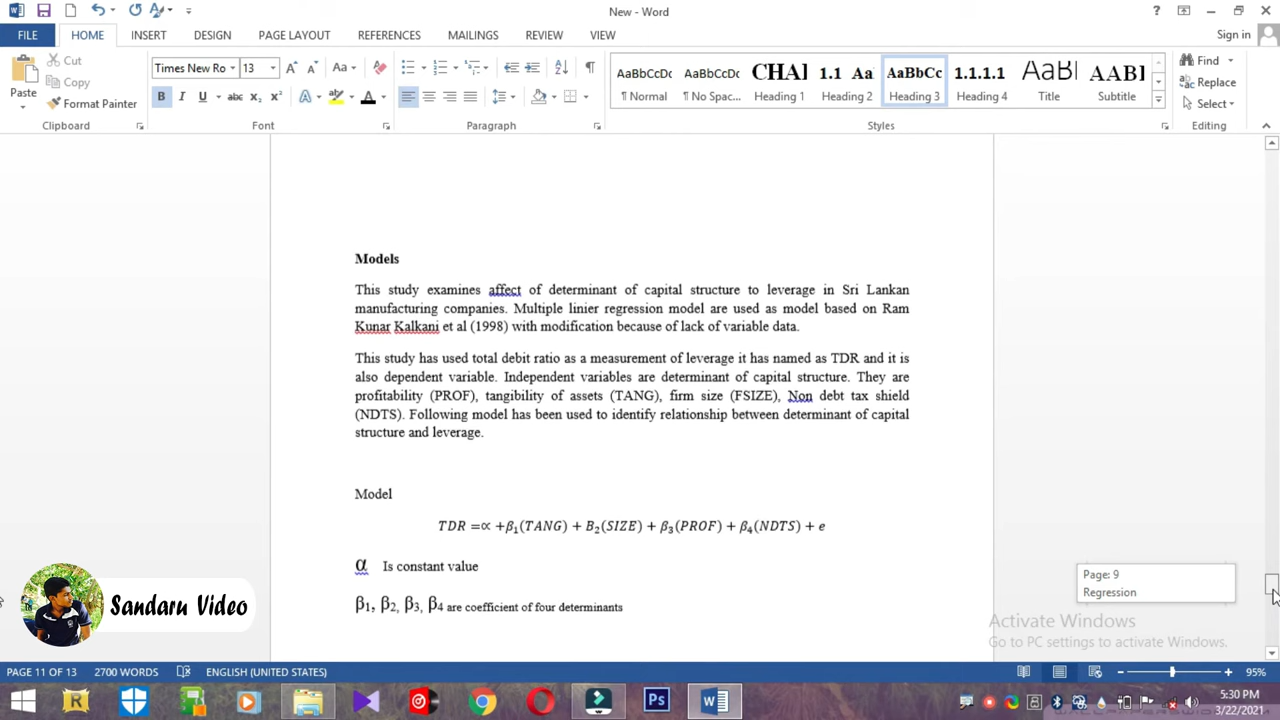 New - Word
Sign in
FILE HOME INSERT DESIGN PAGE LAYOUT REFERENCES MAILINGS REVIEW VIEW
Paste
Cut
Copy
Format Painter
Clipboard
Times New Ro 13
Font
Paragraph
AaBbCcDc AaBbCcDc CHAI 1.1 Aa AaBbCc 1.1.1.1 AaBl AABI
¶ Normal ¶ No Spac... Heading 1 Heading 2 Heading 3 Heading 4 Title Subtitle
Styles
Find
Replace
Select
Editing
Models
This study examines affect of determinant of capital structure to leverage in Sri Lankan
manufacturing companies. Multiple linier regression model are used as model based on Ram
Kunar Kalkani et al (1998) with modification because of lack of variable data.
This study has used total debit ratio as a measurement of leverage it has named as TDR and it is
also dependent variable. Independent variables are determinant of capital structure. They are
profitability (PROF), tangibility of assets (TANG), firm size (FSIZE), Non debt tax shield
(NDTS). Following model has been used to identify relationship between determinant of capital
structure and leverage.
Model
TDR =∝ +β₁(TANG) + B₂(SIZE) + β₃(PROF) + β₄(NDTS) + e
α Is constant value
β1, β2, β3, β4 are coefficient of four determinants
Sandaru Video
Page: 9
Regression
Activate Windows
Go to PC settings to activate Windows.
PAGE 11 OF 13 2700 WORDS ENGLISH (UNITED STATES) 95%
5:30 PM
3/22/2021